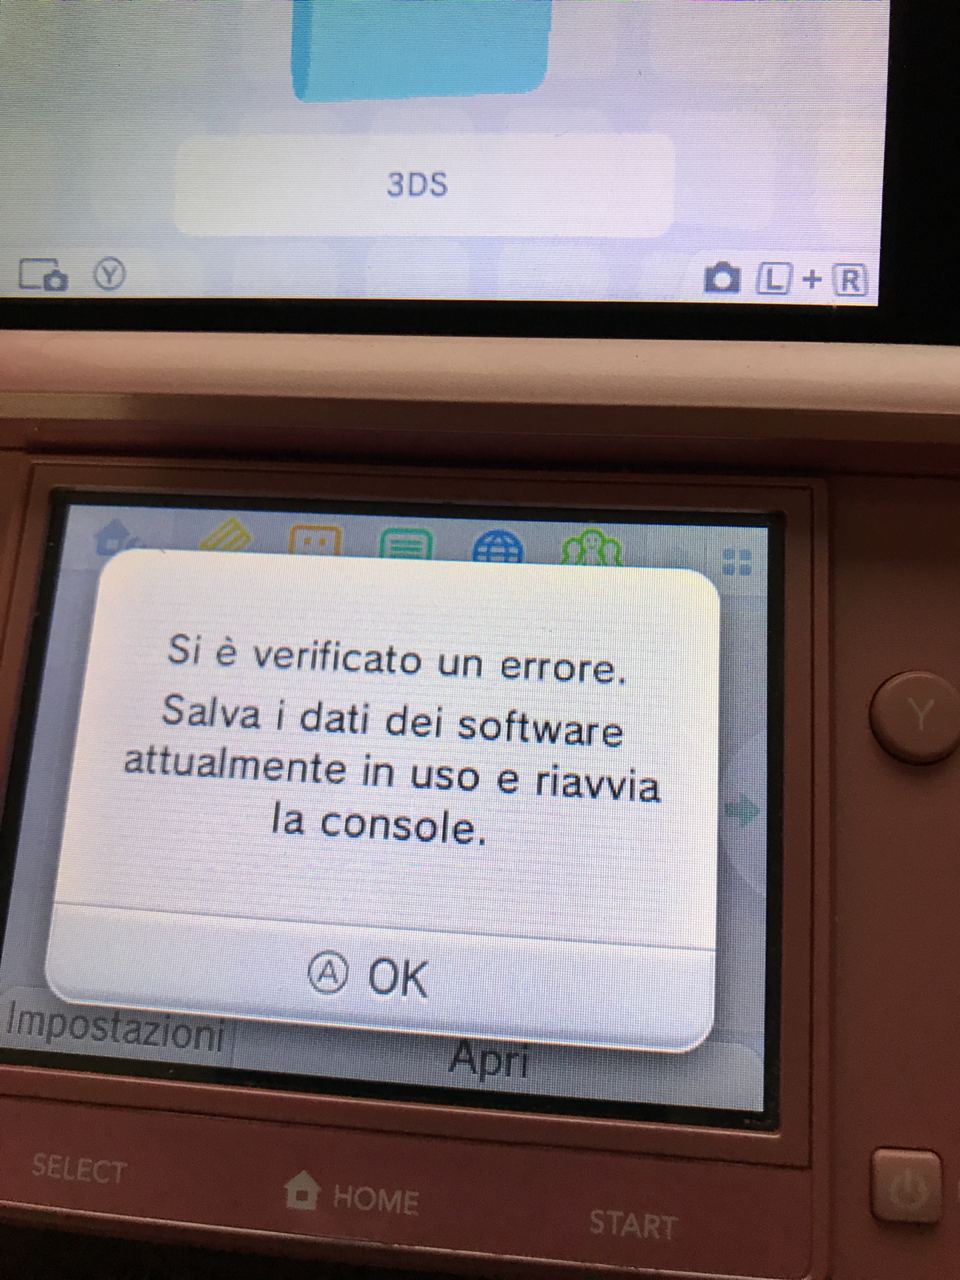 3DS
Y
L + R
Si è verificato un errore.
Salva i dati dei software
attualmente in uso e riavvia
la console.
A OK
Impostazioni
Apri
Y
SELECT
HOME
START